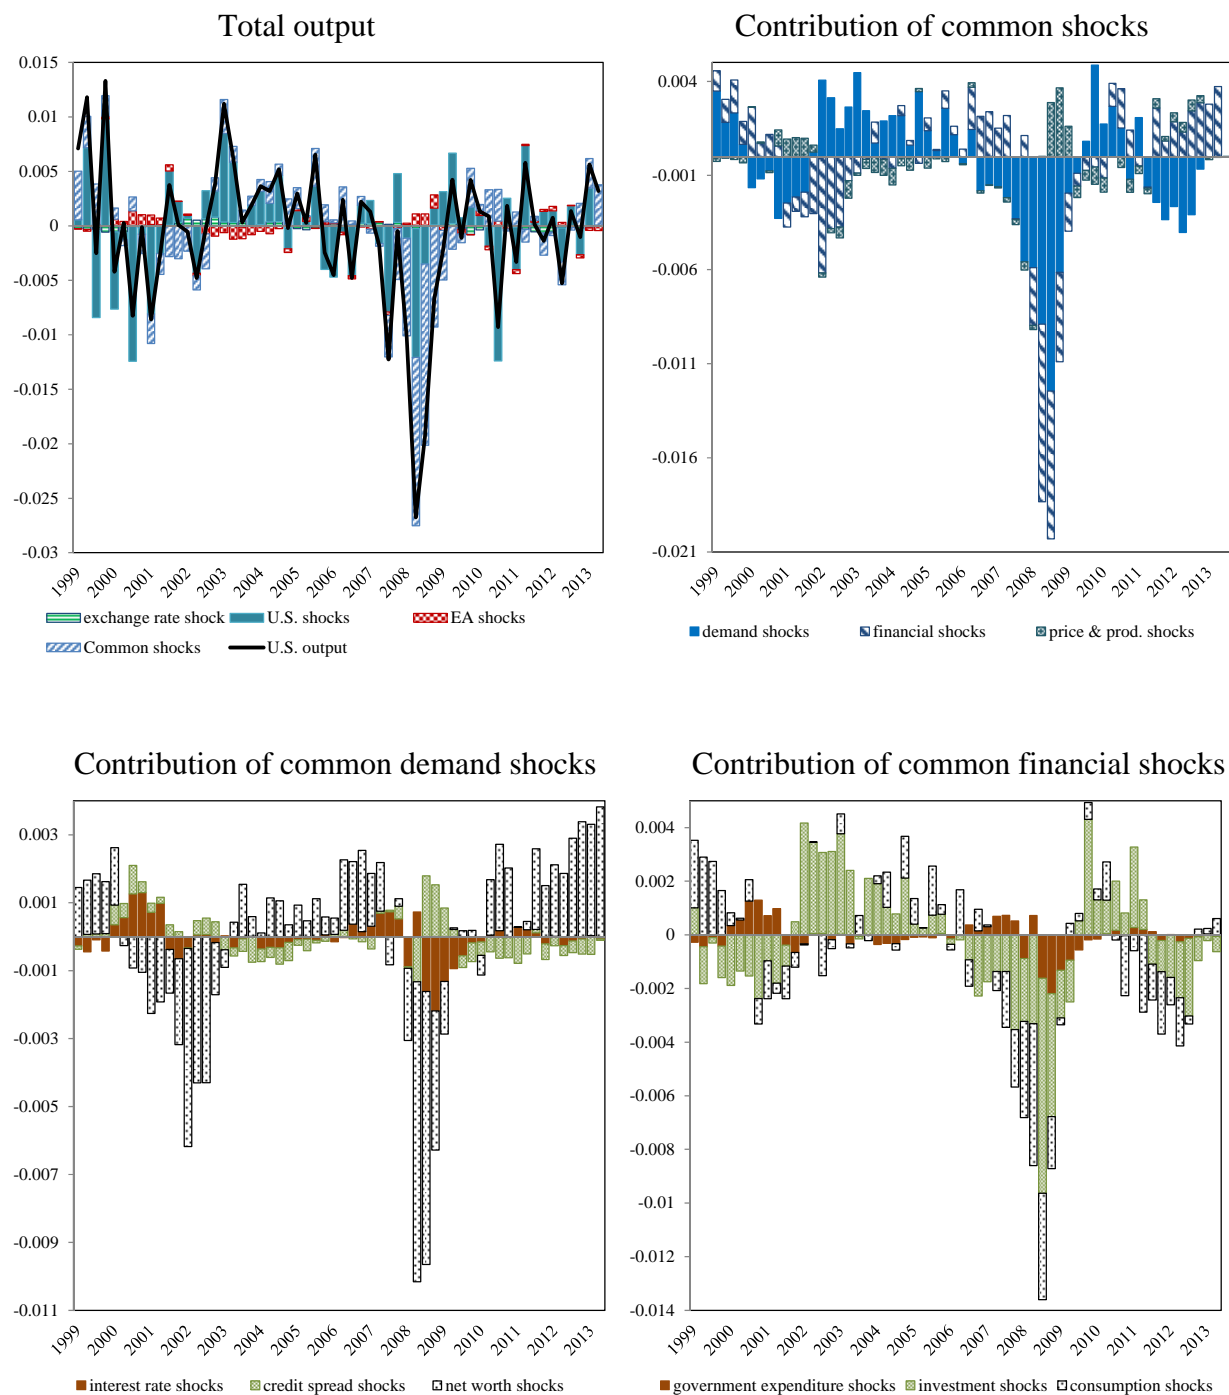 Total output
0.015
0.01
0.005
0
-0.005
-0.01
-0.015
-0.02
-0.025
-0.03
1999 2000 2001 2002 2003 2004 2005 2006 2007 2008 2009 2010 2011 2012 2013
exchange rate shock U.S. shocks EA shocks
Common shocks U.S. output
Contribution of common shocks
0.004
-0.001
-0.006
-0.011
-0.016
-0.021
1999 2000 2001 2002 2003 2004 2005 2006 2007 2008 2009 2010 2011 2012 2013
demand shocks financial shocks price & prod. shocks
Contribution of common demand shocks
0.003
0.001
-0.001
-0.003
-0.005
-0.007
-0.009
-0.011
1999 2000 2001 2002 2003 2004 2005 2006 2007 2008 2009 2010 2011 2012 2013
interest rate shocks credit spread shocks net worth shocks
Contribution of common financial shocks
0.004
0.002
0
-0.002
-0.004
-0.006
-0.008
-0.01
-0.012
-0.014
1999 2000 2001 2002 2003 2004 2005 2006 2007 2008 2009 2010 2011 2012 2013
government expenditure shocks investment shocks consumption shocks